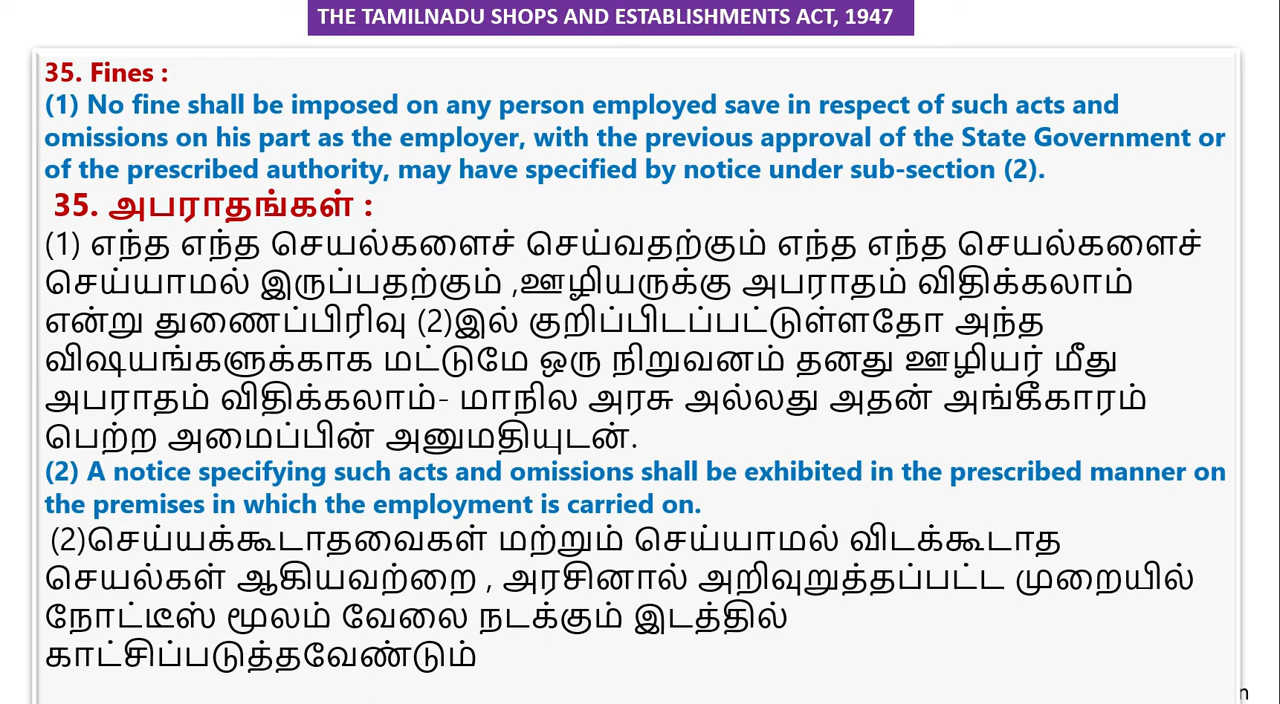 THE TAMILNADU SHOPS AND ESTABLISHMENTS ACT, 1947
35. Fines :
(1) No fine shall be imposed on any person employed save in respect of such acts and
omissions on his part as the employer, with the previous approval of the State Government or
of the prescribed authority, may have specified by notice under sub-section (2).
35. அபராதங்கள் :
(1) எந்த எந்த செயல்களைச் செய்வதற்கும் எந்த எந்த செயல்களைச்
செய்யாமல் இருப்பதற்கும் ,ஊழியருக்கு அபராதம் விதிக்கலாம்
என்று துணைப்பிரிவு (2)இல் குறிப்பிடப்பட்டுள்ளதோ அந்த
விஷயங்களுக்காக மட்டுமே ஒரு நிறுவனம் தனது ஊழியர் மீது
அபராதம் விதிக்கலாம்- மாநில அரசு அல்லது அதன் அங்கீகாரம்
பெற்ற அமைப்பின் அனுமதியுடன்.
(2) A notice specifying such acts and omissions shall be exhibited in the prescribed manner on
the premises in which the employment is carried on.
(2)செய்யக்கூடாதவைகள் மற்றும் செய்யாமல் விடக்கூடாத
செயல்கள் ஆகியவற்றை , அரசினால் அறிவுறுத்தப்பட்ட முறையில்
நோட்டீஸ் மூலம் வேலை நடக்கும் இடத்தில்
காட்சிப்படுத்தவேண்டும்